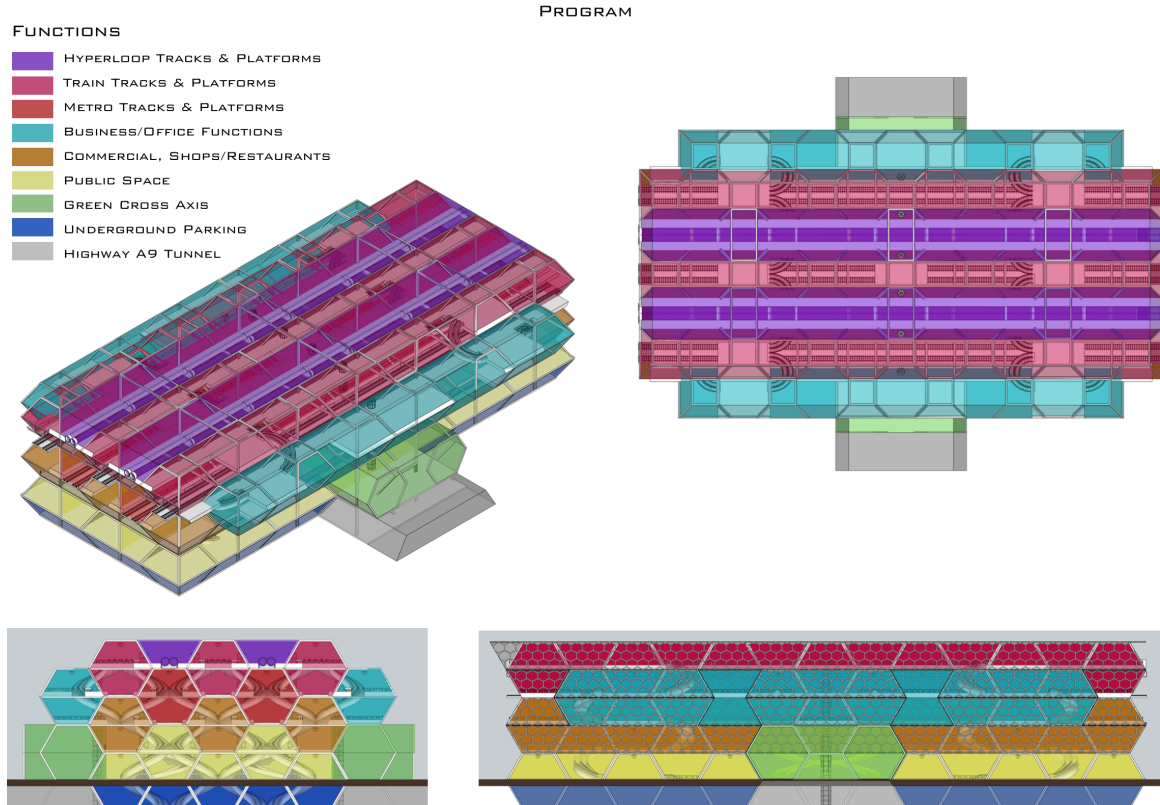 Program
Functions
Hyperloop Tracks & Platforms
Train Tracks & Platforms
Metro Tracks & Platforms
Business/Office Functions
Commercial, Shops/Restaurants
Public Space
Green Cross Axis
Underground Parking
Highway A9 Tunnel